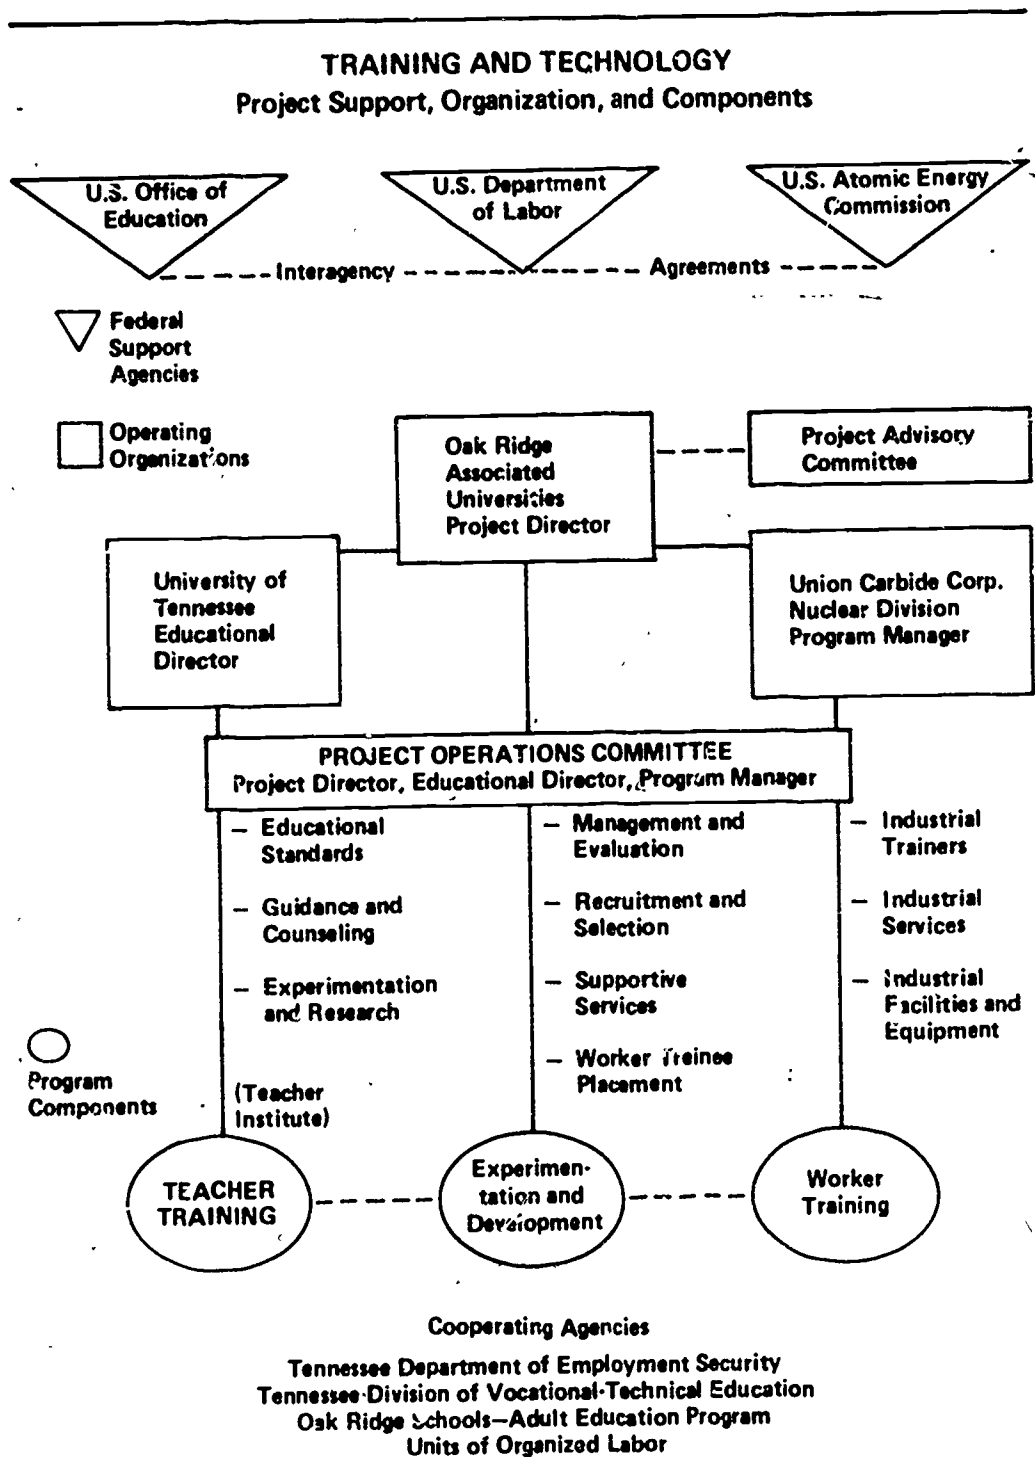 TRAINING AND TECHNOLOGY
Project Support, Organization, and Components
U.S. Office of
Education
U.S. Department
of Labor
U.S. Atomic Energy
Commission
Interagency
Agreements
Federal
Support
Agencies
Operating
Organizations
Oak Ridge
Associated
Universities
Project Director
Project Advisory
Committee
University of
Tennessee
Educational
Director
Union Carbide Corp.
Nuclear Division
Program Manager
PROJECT OPERATIONS COMMITTEE
Project Director, Educational Director, Program Manager
– Educational
Standards
– Guidance and
Counseling
– Experimentation
and Research
(Teacher
Institute)
– Management and
Evaluation
– Recruitment and
Selection
– Supportive
Services
– Worker Trainee
Placement
– Industrial
Trainers
– Industrial
Services
– Industrial
Facilities and
Equipment
Program
Components
TEACHER
TRAINING
Experimen-
tation and
Development
Worker
Training
Cooperating Agencies
Tennessee Department of Employment Security
Tennessee Division of Vocational-Technical Education
Oak Ridge Schools—Adult Education Program
Units of Organized Labor